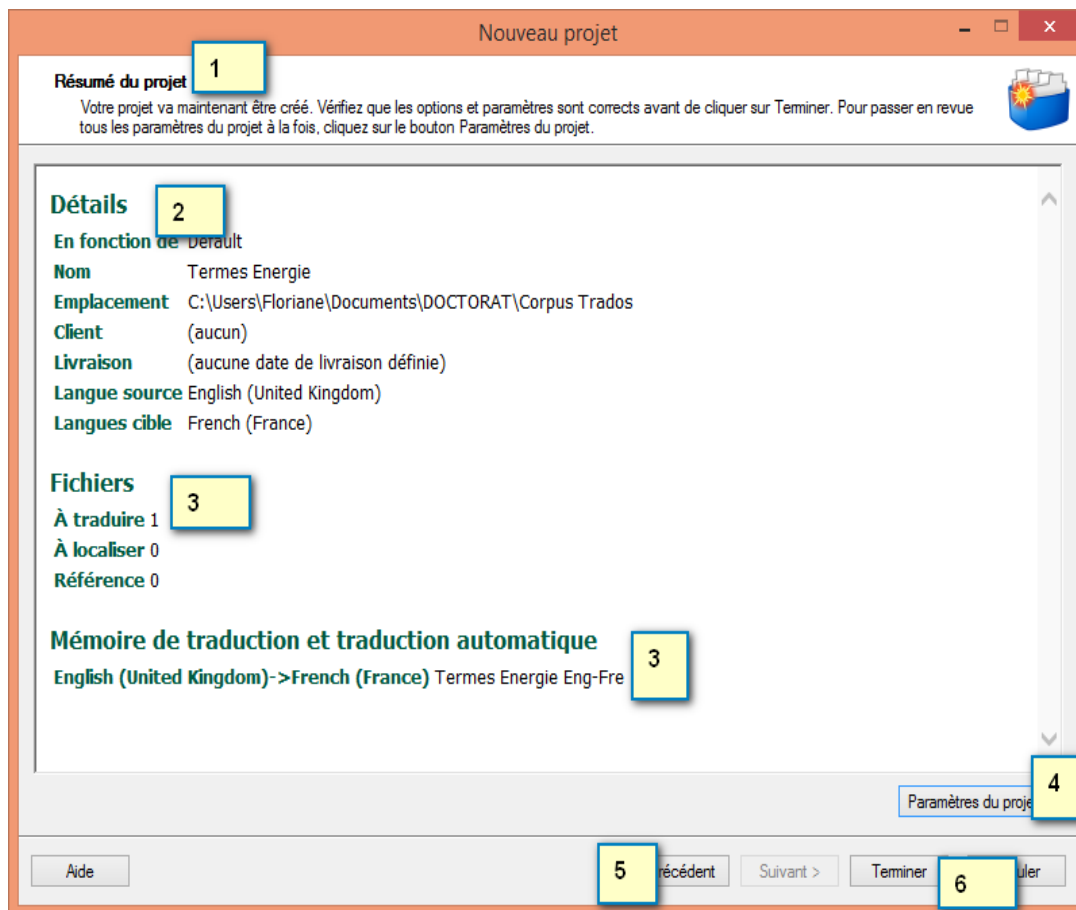 Nouveau projet
1
Résumé du projet
Votre projet va maintenant être créé. Vérifiez que les options et paramètres sont corrects avant de cliquer sur Terminer. Pour passer en revue
tous les paramètres du projet à la fois, cliquez sur le bouton Paramètres du projet.
Détails
2
En fonction de Default
Nom Termes Energie
Emplacement C:\Users\Floriane\Documents\DOCTORAT\Corpus Trados
Client (aucun)
Livraison (aucune date de livraison définie)
Langue source English (United Kingdom)
Langues cible French (France)
Fichiers
3
À traduire 1
À localiser 0
Référence 0
Mémoire de traduction et traduction automatique
3
English (United Kingdom)->French (France) Termes Energie Eng-Fre
Paramètres du proje
4
Aide
5
récédent
Suivant >
Terminer
6
uler